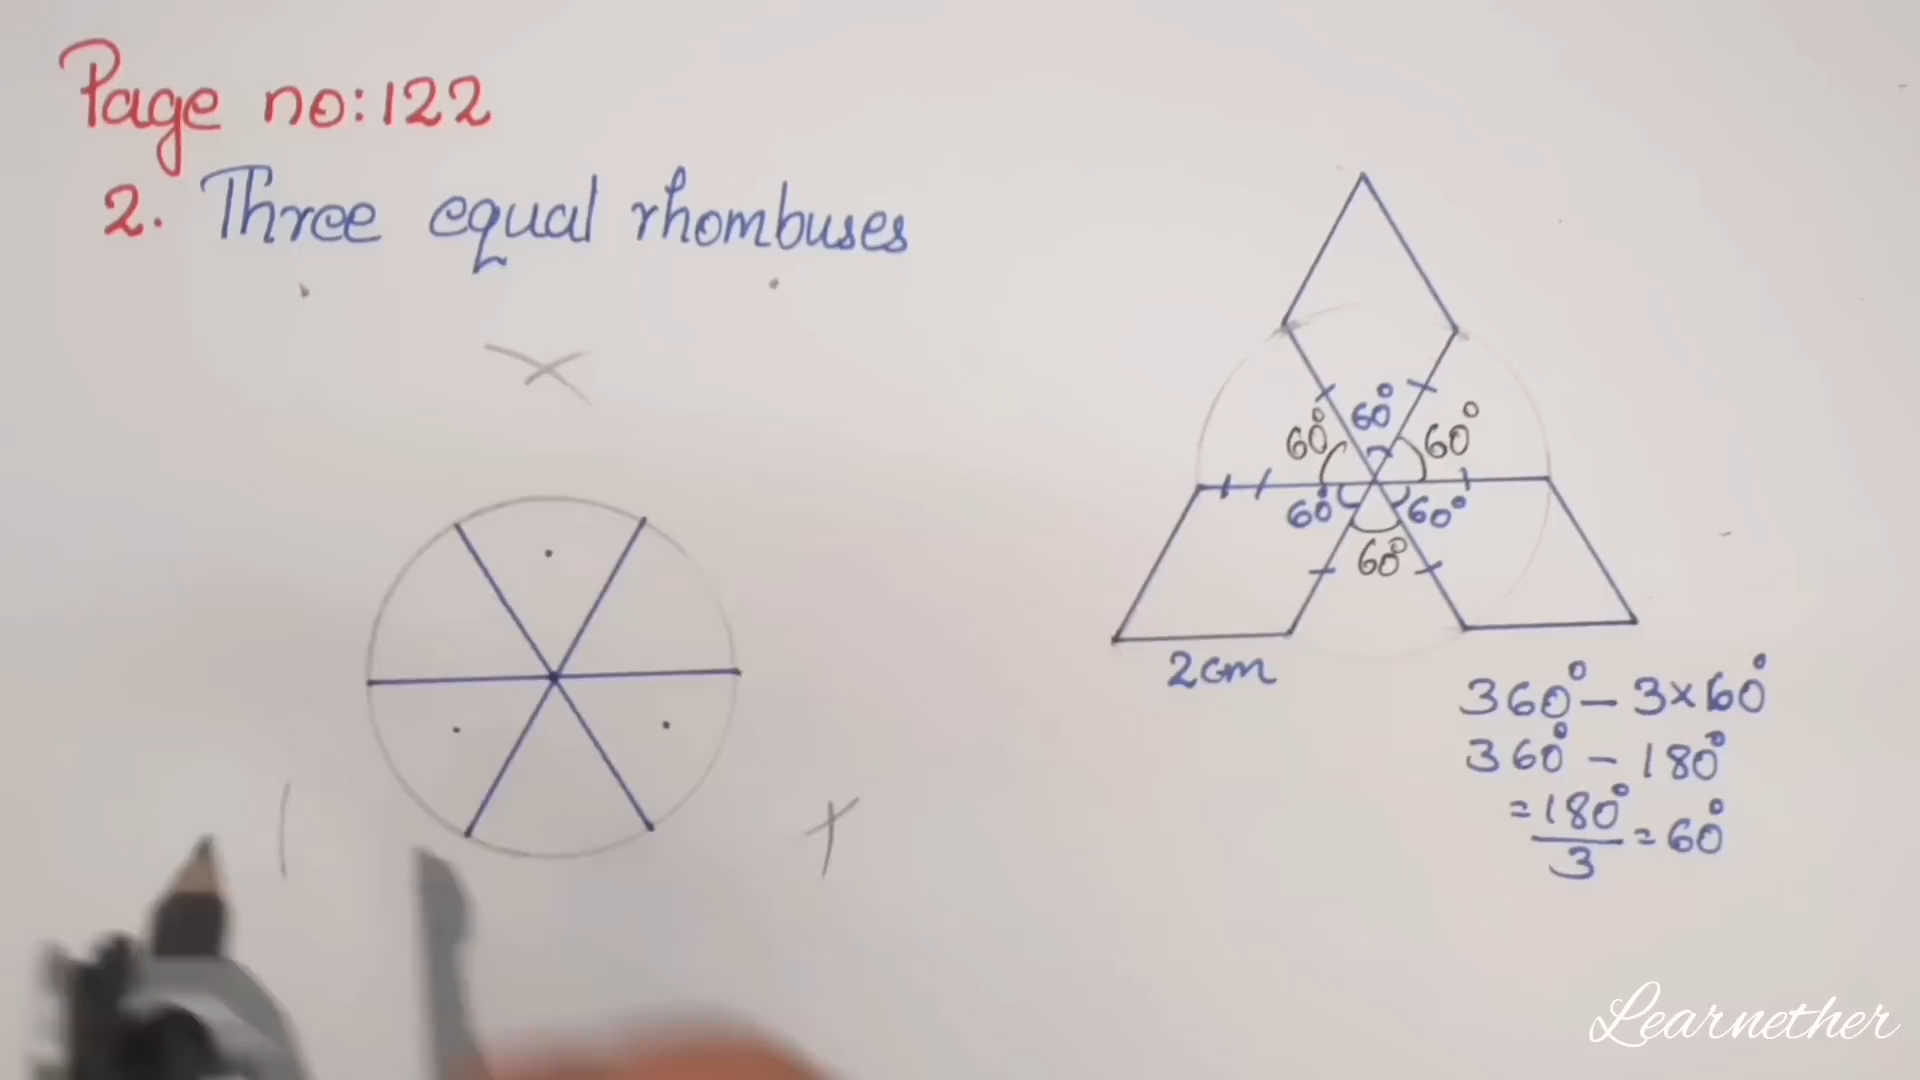 Page no:122
2. Three equal rhombuses
60°
60°
60°
60°
60°
60°
2cm
360° - 3×60°
360° - 180°
= 180°/3 = 60°
Learnether